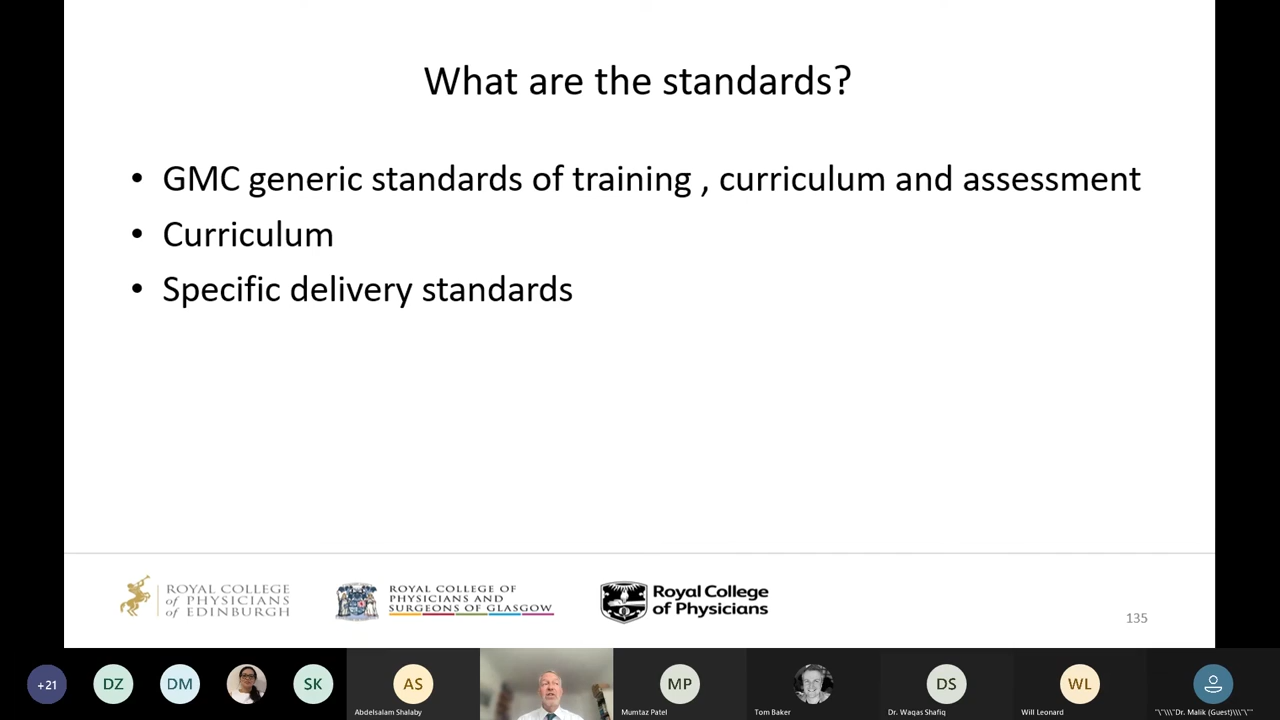 What are the standards?
• GMC generic standards of training , curriculum and assessment
• Curriculum
• Specific delivery standards
ROYAL COLLEGE
of PHYSICIANS
of EDINBURGH
ROYAL COLLEGE OF
PHYSICIANS AND
SURGEONS OF GLASGOW
Royal College
of Physicians
135
+21
DZ
DM
SK
AS
Abdelsalam Shalaby
MP
Mumtaz Patel
Tom Baker
DS
Dr. Waqas Shafiq
WL
Will Leonard
"\"\\\"Dr. Malik (Guest)\\\"\""